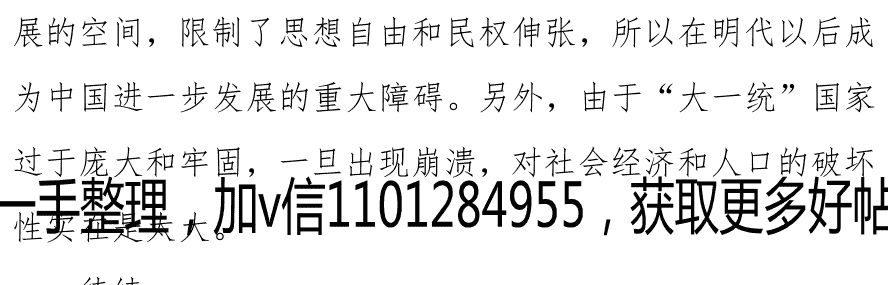 展的空间，限制了思想自由和民权伸张，所以在明代以后成
为中国进一步发展的重大障碍。另外，由于“大一统”国家
过于庞大和牢固，一旦出现崩溃，对社会经济和人口的破坏
一手整理，加v信1101284955，获取更多好帖
性实在是太大。